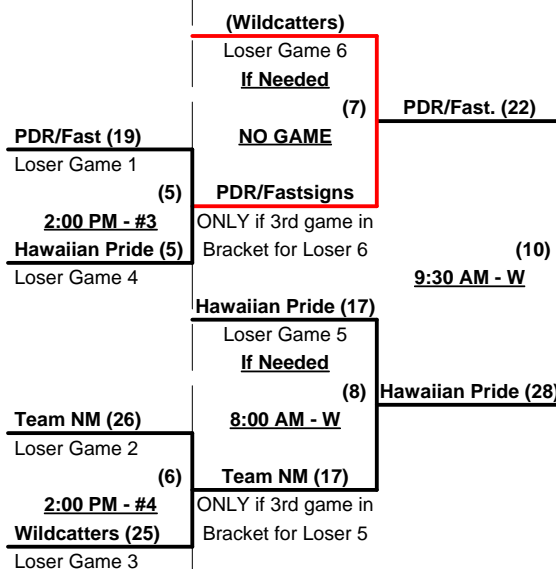 (Wildcatters)
Loser Game 6
If Needed
(7)
PDR/Fast. (22)
PDR/Fast (19)
NO GAME
Loser Game 1
(5)
PDR/Fastsigns
2:00 PM - #3
ONLY if 3rd game in
Hawaiian Pride (5)
Bracket for Loser 6
(10)
Loser Game 4
9:30 AM - W
Hawaiian Pride (17)
Loser Game 5
If Needed
(8)
Hawaiian Pride (28)
Team NM (26)
8:00 AM - W
Loser Game 2
(6)
Team NM (17)
2:00 PM - #4
ONLY if 3rd game in
Wildcatters (25)
Bracket for Loser 5
Loser Game 3